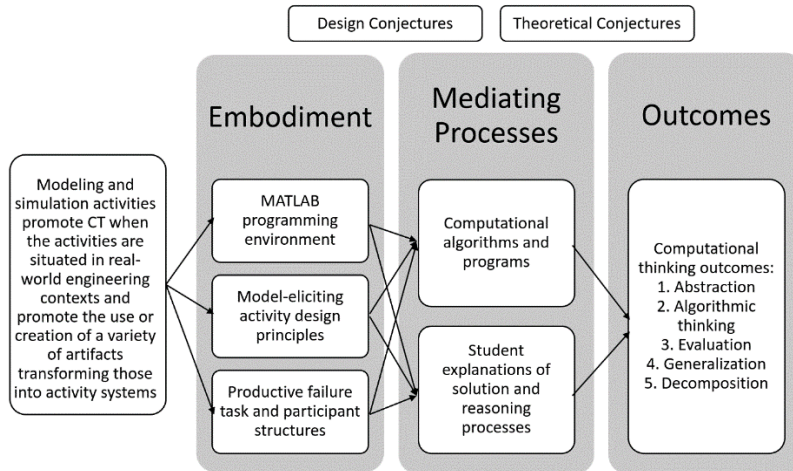 Design Conjectures
Theoretical Conjectures
Embodiment
Mediating
Processes
Outcomes
Modeling and
simulation activities
promote CT when
the activities are
situated in real-
world engineering
contexts and
promote the use or
creation of a variety
of artifacts
transforming those
into activity systems
MATLAB
programming
environment
Model-eliciting
activity design
principles
Productive failure
task and participant
structures
Computational
algorithms and
programs
Student
explanations of
solution and
reasoning
processes
Computational
thinking outcomes:
1. Abstraction
2. Algorithmic
thinking
3. Evaluation
4. Generalization
5. Decomposition